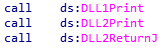 call    ds:DLL1Print
call    ds:DLL2Print
call    ds:DLL2ReturnJ